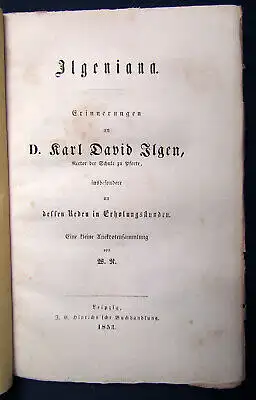 Ilgeniana.
Erinnerungen
an
D. Karl David Ilgen,
Rector der Schule zu Pforte,
insbesondere
an
dessen Reden in Erholungsstunden.
Eine kleine Anekdotensammlung
von
W. N.
Leipzig,
J. C. Hinrichs'sche Buchhandlung.
1853.